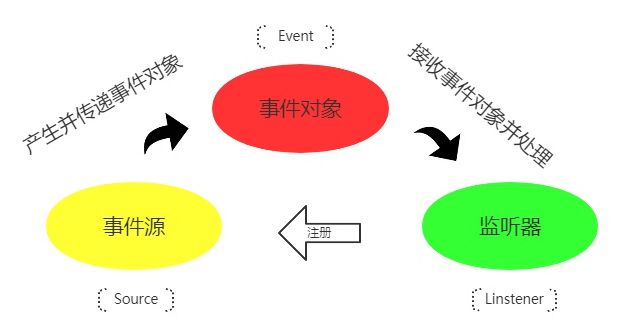 Event
产生并传递事件对象
接收事件对象并处理
事件对象
事件源
注册
监听器
Source
Linstener